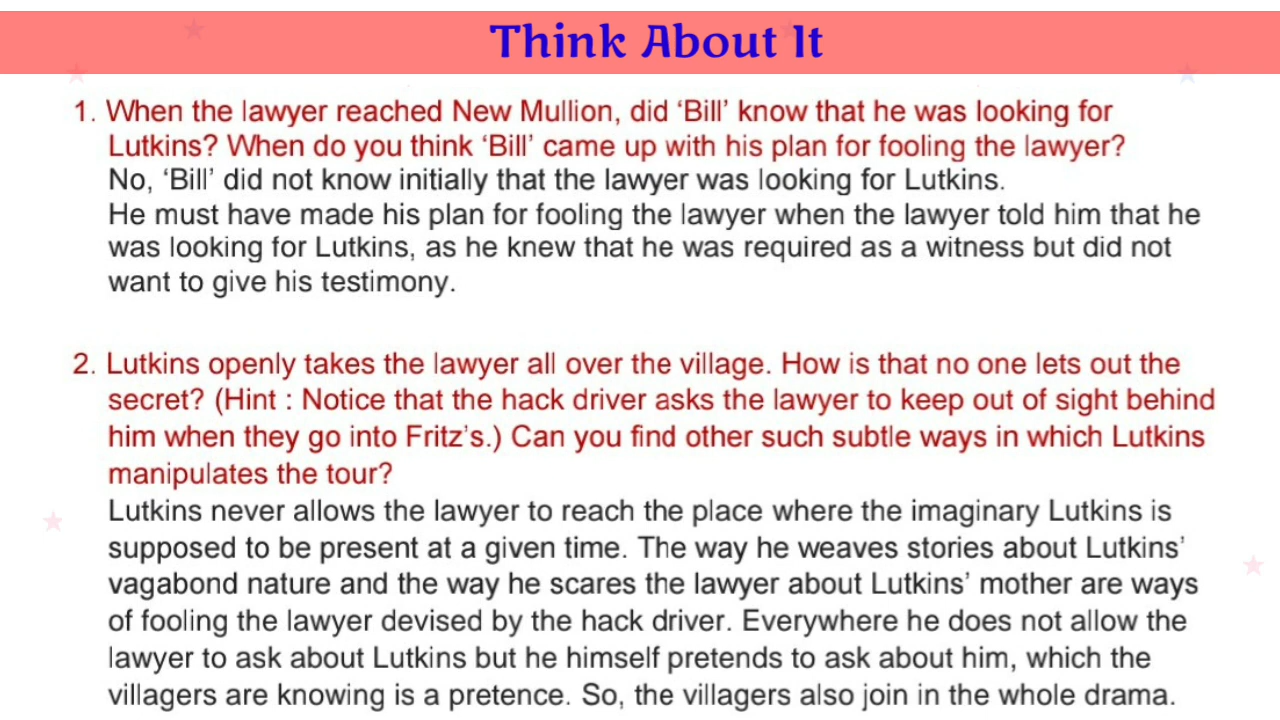 Think About It
1. When the lawyer reached New Mullion, did ‘Bill’ know that he was looking for
Lutkins? When do you think ‘Bill’ came up with his plan for fooling the lawyer?
No, ‘Bill’ did not know initially that the lawyer was looking for Lutkins.
He must have made his plan for fooling the lawyer when the lawyer told him that he
was looking for Lutkins, as he knew that he was required as a witness but did not
want to give his testimony.
2. Lutkins openly takes the lawyer all over the village. How is that no one lets out the
secret? (Hint : Notice that the hack driver asks the lawyer to keep out of sight behind
him when they go into Fritz’s.) Can you find other such subtle ways in which Lutkins
manipulates the tour?
Lutkins never allows the lawyer to reach the place where the imaginary Lutkins is
supposed to be present at a given time. The way he weaves stories about Lutkins’
vagabond nature and the way he scares the lawyer about Lutkins’ mother are ways
of fooling the lawyer devised by the hack driver. Everywhere he does not allow the
lawyer to ask about Lutkins but he himself pretends to ask about him, which the
villagers are knowing is a pretence. So, the villagers also join in the whole drama.